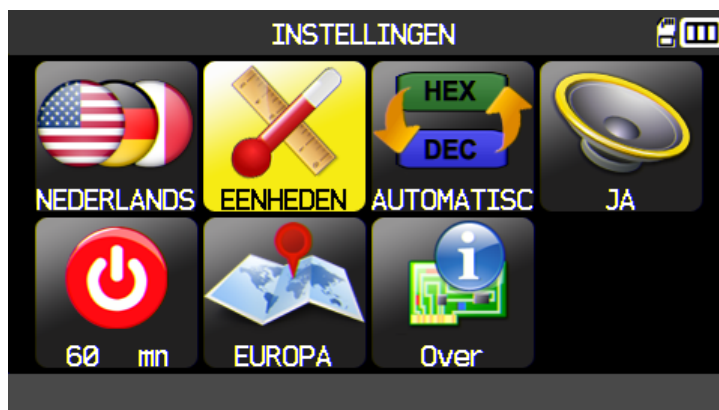 INSTELLINGEN
HEX
DEC
NEDERLANDS EENHEDEN AUTOMATISC JA
60 mn EUROPA Over